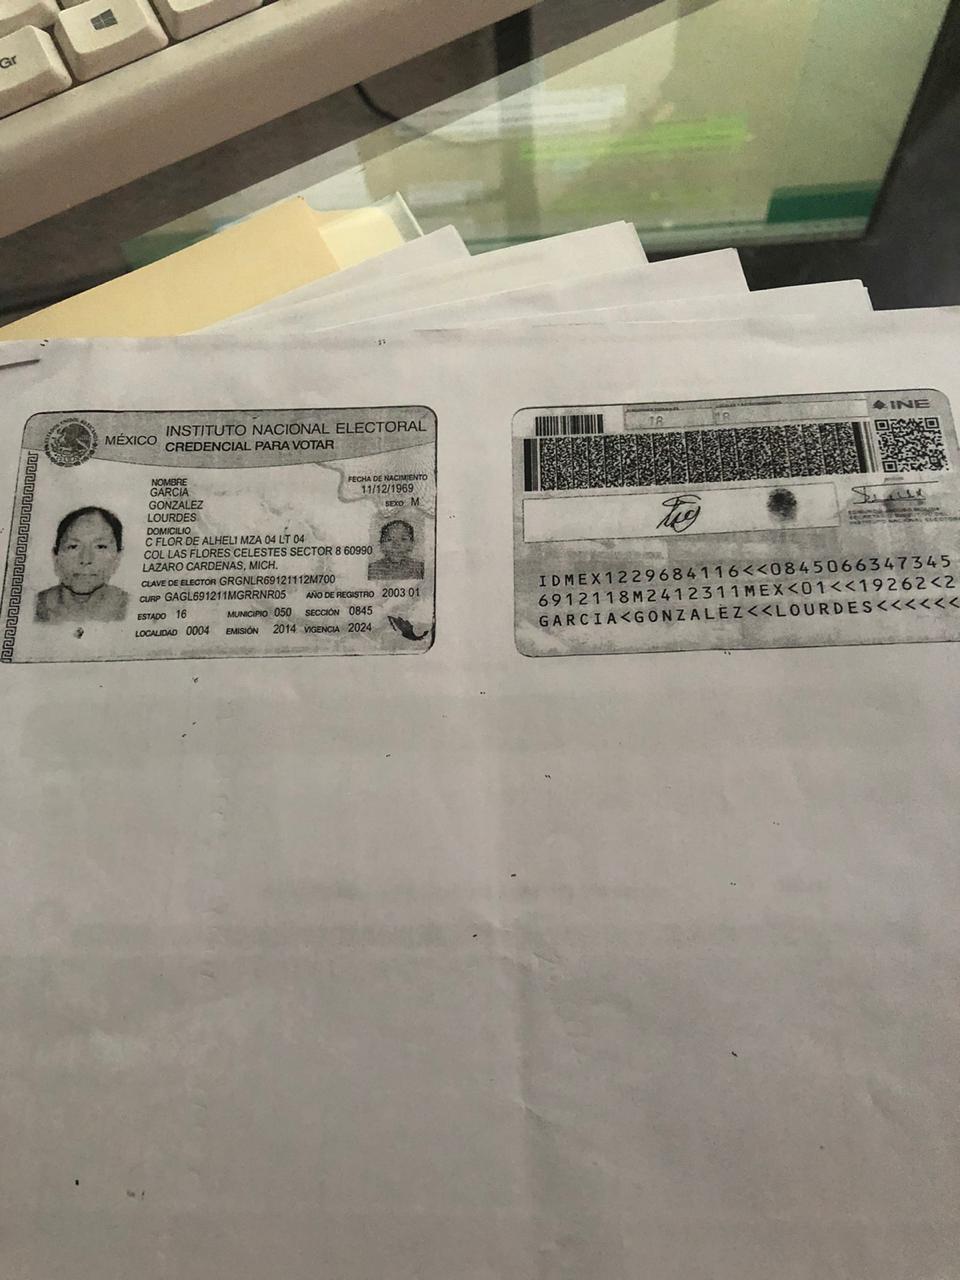 Gr
MÉXICO
INSTITUTO NACIONAL ELECTORAL
CREDENCIAL PARA VOTAR
NOMBRE
GARCIA
GONZALEZ
LOURDES
FECHA DE NACIMIENTO
11/12/1969
SEXO M
DOMICILIO
C FLOR DE ALHELI MZA 04 LT 04
COL LAS FLORES CELESTES SECTOR 8 60990
LAZARO CARDENAS, MICH.
CLAVE DE ELECTOR GRGNLR69121112M700
CURP GAGL691211MGRRNR05 AÑO DE REGISTRO 2003 01
ESTADO 16 MUNICIPIO 050 SECCIÓN 0845
LOCALIDAD 0004 EMISIÓN 2014 VIGENCIA 2024
INE
18 18
IDMEX1229684116<<0845066347345
6912118M2412311MEX<01<<19262<2
GARCIA<GONZALEZ<<LOURDES<<<<<<